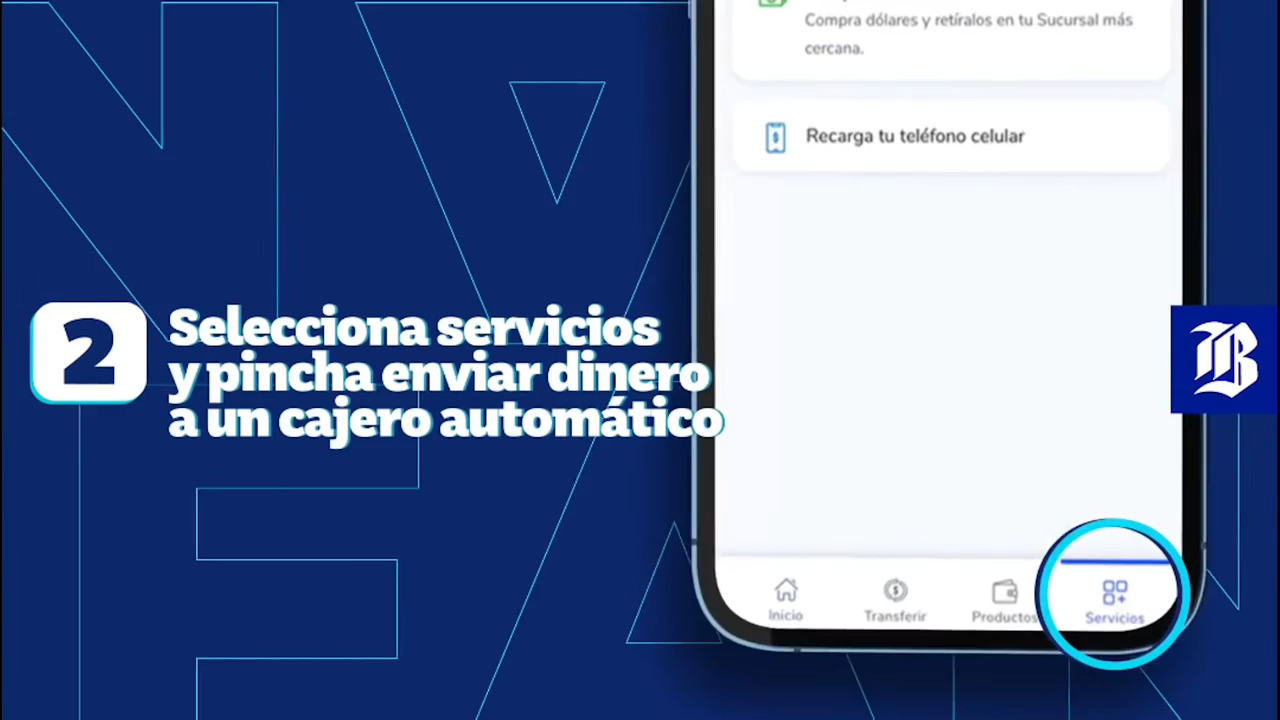 Compra dólares y retíralos en tu Sucursal más
cercana.
Recarga tu teléfono celular
2
Selecciona servicios
y pincha enviar dinero
a un cajero automático
B
Inicio
Transferir
Productos
Servicios